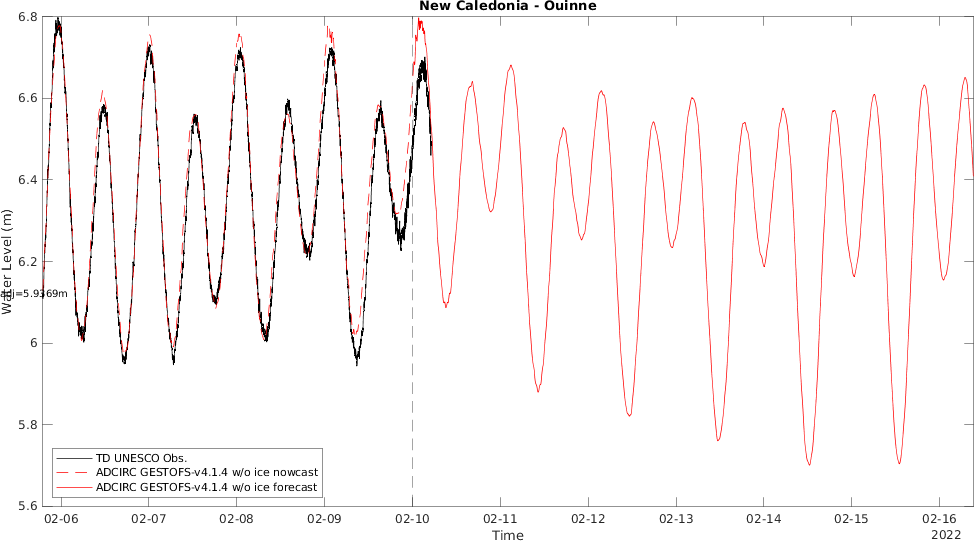 New Caledonia - Ouinne
6.8
6.6
6.4
6.2
6
5.8
5.6
Water Level (m)
adj=5.9369m
TD UNESCO Obs.
ADCIRC GESTOFS-v4.1.4 w/o ice nowcast
ADCIRC GESTOFS-v4.1.4 w/o ice forecast
02-06 02-07 02-08 02-09 02-10 02-11 02-12 02-13 02-14 02-15 02-16
Time
2022